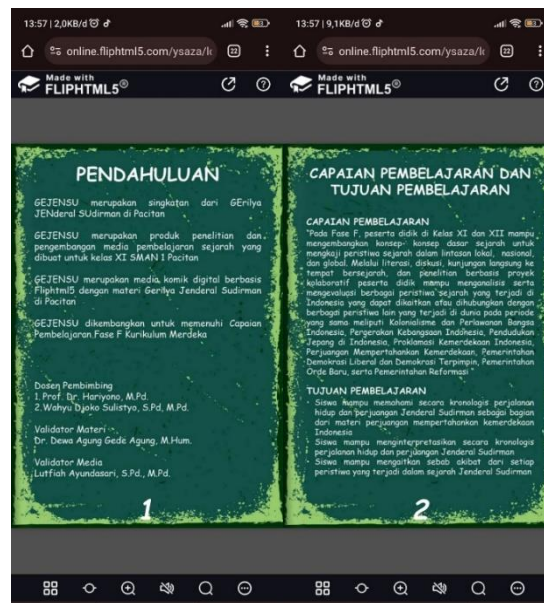 13:57 | 2,0KB/d
online.fliphtml5.com/ysaza/l
22
Made with
FLIPHTML5®
PENDAHULUAN
GEJENSU merupakan singkatan dari GErilya
JENderal SUdirman di Pacitan
GEJENSU merupakan produk penelitian dan
pengembangan media pembelajaran sejarah yang
dibuat untuk kelas XI SMAN 1 Pacitan
GEJENSU merupakan media komik digital berbasis
Fliphtml5 dengan materi Gerilya Jenderal Sudirman
di Pacitan
GEJENSU dikembangkan untuk memenuhi Capaian
Pembelajaran Fase F Kurikulum Merdeka
Dosen Pembimbing
1. Prof. Dr. Hariyono, M.Pd.
2. Wahyu Djoko Sulistyo, S.Pd, M.Pd.
Validator Materi
Dr. Dewa Agung Gede Agung, M.Hum.
Validator Media
Lutfiah Ayundasari, S.Pd., M.Pd.
1
13:57 | 9,1KB/d
online.fliphtml5.com/ysaza/l
22
Made with
FLIPHTML5®
CAPAIAN PEMBELAJARAN DAN
TUJUAN PEMBELAJARAN
CAPAIAN PEMBELAJARAN
"Pada Fase F, peserta didik di Kelas XI dan XII mampu
mengembangkan konsep- konsep dasar sejarah untuk
mengkaji peristiwa sejarah dalam lintasan lokal, nasional,
dan global. Melalui literasi, diskusi, kunjungan langsung ke
tempat bersejarah, dan penelitian berbasis proyek
kolaboratif peserta didik mampu menganalisis serta
mengevaluasi berbagai peristiwa sejarah yang terjadi di
Indonesia yang dapat dikaitkan atau dihubungkan dengan
berbagai peristiwa lain yang terjadi di dunia pada periode
yang sama meliputi Kolonialisme dan Perlawanan Bangsa
Indonesia, Pergerakan Kebangsaan Indonesia, Pendudukan
Jepang di Indonesia, Proklamasi Kemerdekaan Indonesia,
Perjuangan Mempertahankan Kemerdekaan, Pemerintahan
Demokrasi Liberal dan Demokrasi Terpimpin, Pemerintahan
Orde Baru, serta Pemerintahan Reformasi "
TUJUAN PEMBELAJARAN
• Siswa mampu memahami secara kronologis perjalanan
hidup dan perjuangan Jenderal Sudirman sebagai bagian
dari materi perjuangan mempertahankan kemerdekaan
Indonesia
• Siswa mampu menginterpretasikan secara kronologis
perjalanan hidup dan perjuangan Jenderal Sudirman
• Siswa mampu mengaitkan sebab akibat dari setiap
peristiwa yang terjadi dalam sejarah Jenderal Sudirman
2